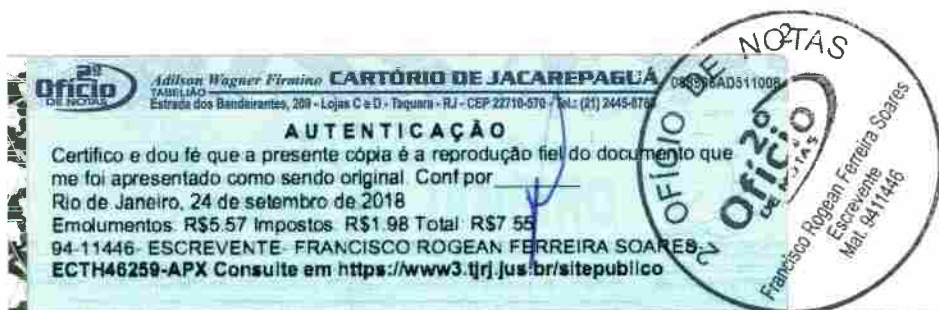 2º
Ofício
DE NOTAS
Adilson Wagner Firmino CARTÓRIO DE JACAREPAGUÁ
TABELIÃO
Estrada dos Bandeirantes, 209 - Lojas C e D - Taquara - RJ - CEP 22710-570 - Tel.: (21)
AUTENTICAÇÃO
Certifico e dou fé que a presente cópia é a reprodução fiel do documento que
me foi apresentado como sendo original. Conf por
Rio de Janeiro, 24 de setembro de 2018
Emolumentos: R$5.57 Impostos: R$1.98 Total: R$7.55
94-11446- ESCREVENTE- FRANCISCO ROGEAN FERREIRA SOARES
ECTH46259-APX Consulte em https://www3.tjrj.jus.br/sitepublico
2º OFÍCIO DE NOTAS
2º
Ofício
DE NOTAS
Francisco Rogean Ferreira Soares
Escrevente
Mat. 9411446